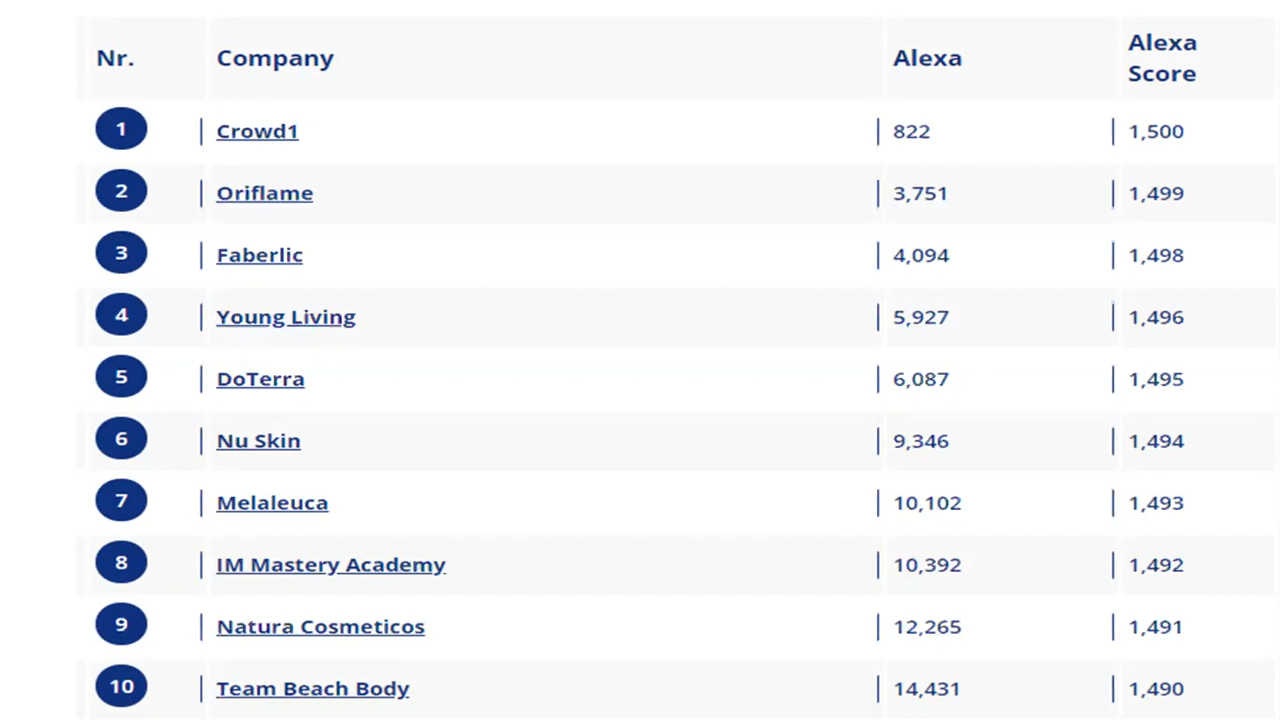 Nr. Company Alexa Alexa Score
1 Crowd1 822 1,500
2 Oriflame 3,751 1,499
3 Faberlic 4,094 1,498
4 Young Living 5,927 1,496
5 DoTerra 6,087 1,495
6 Nu Skin 9,346 1,494
7 Melaleuca 10,102 1,493
8 IM Mastery Academy 10,392 1,492
9 Natura Cosmeticos 12,265 1,491
10 Team Beach Body 14,431 1,490